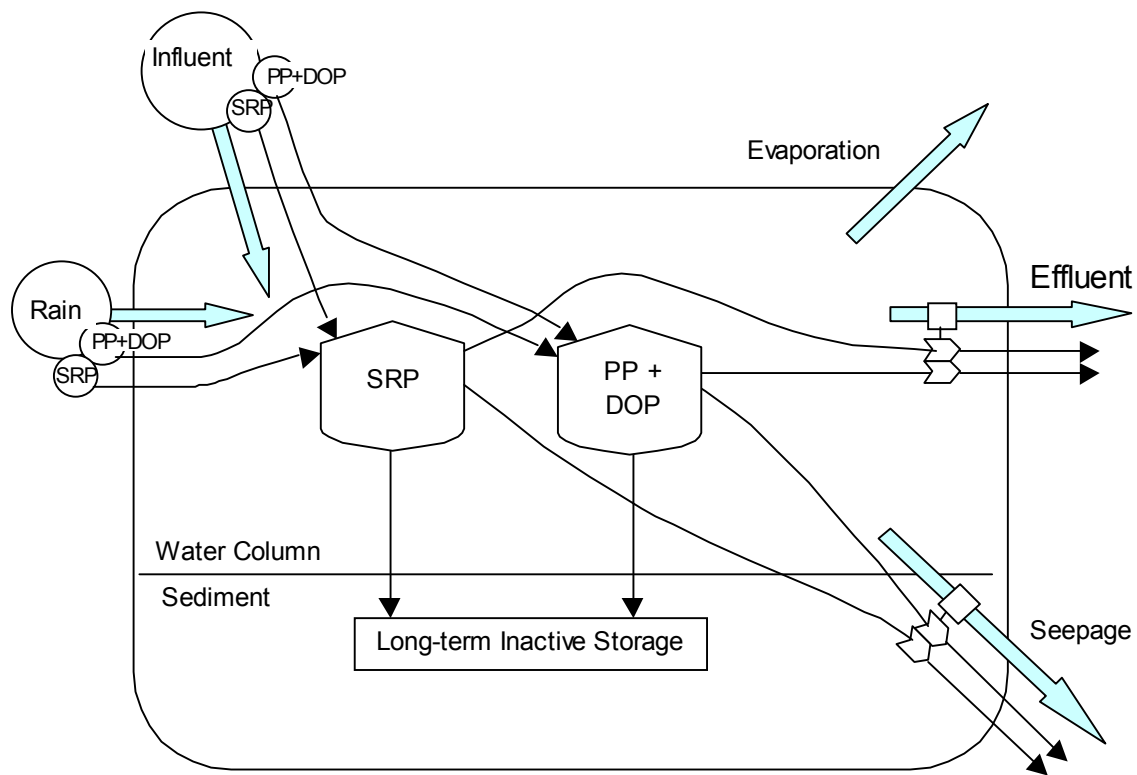 Influent
PP+DOP
SRP
Evaporation
Effluent
Rain
PP+DOP
SRP
SRP
PP +
DOP
Water Column
Sediment
Long-term Inactive Storage
Seepage